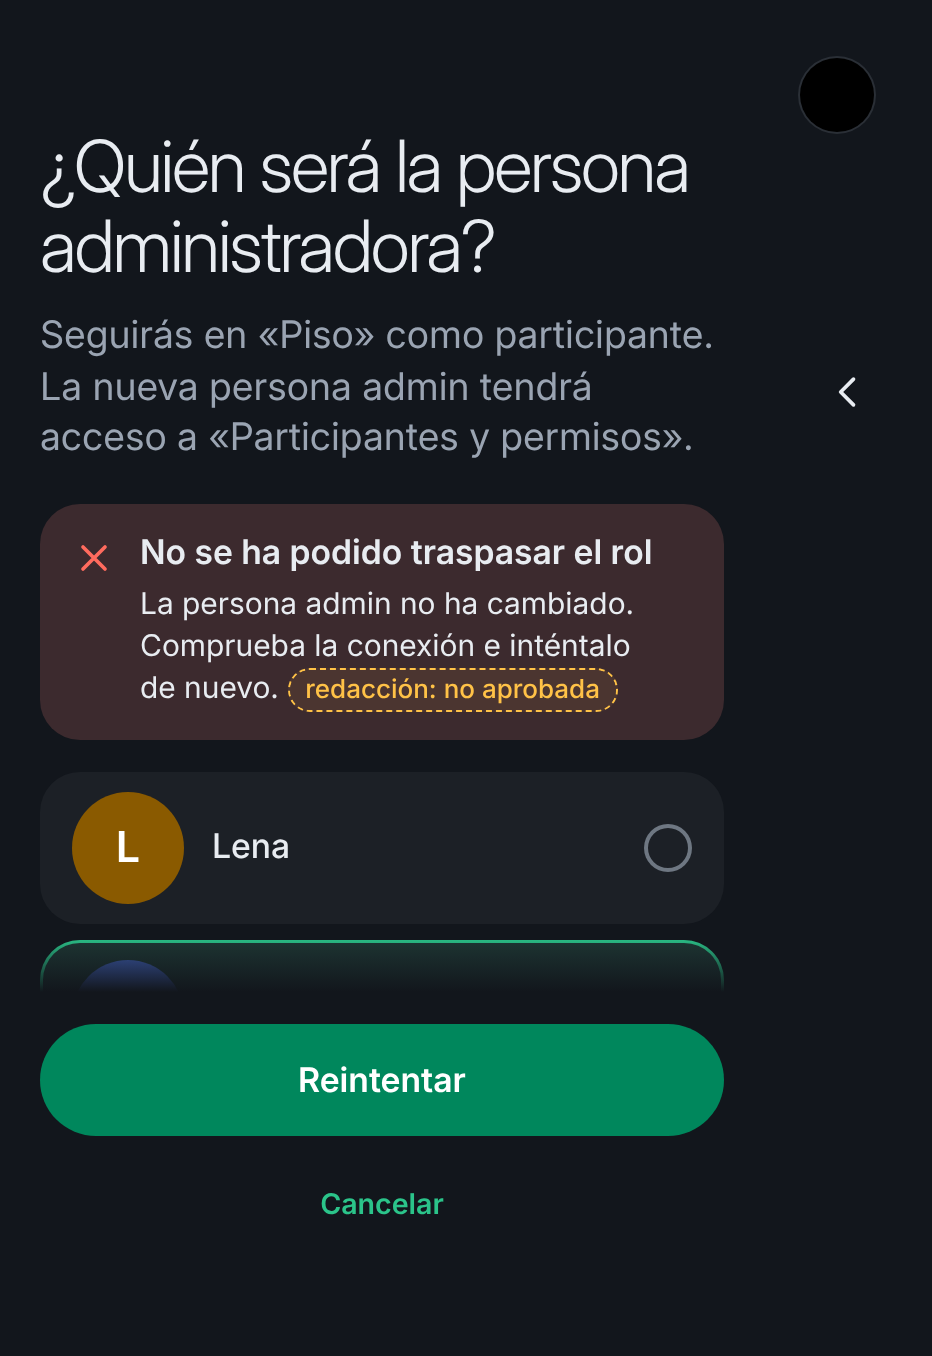 ¿Quién será la persona
administradora?
Seguirás en «Piso» como participante.
La nueva persona admin tendrá
acceso a «Participantes y permisos».
No se ha podido traspasar el rol
La persona admin no ha cambiado.
Comprueba la conexión e inténtalo
de nuevo. redacción: no aprobada
L Lena
Reintentar
Cancelar